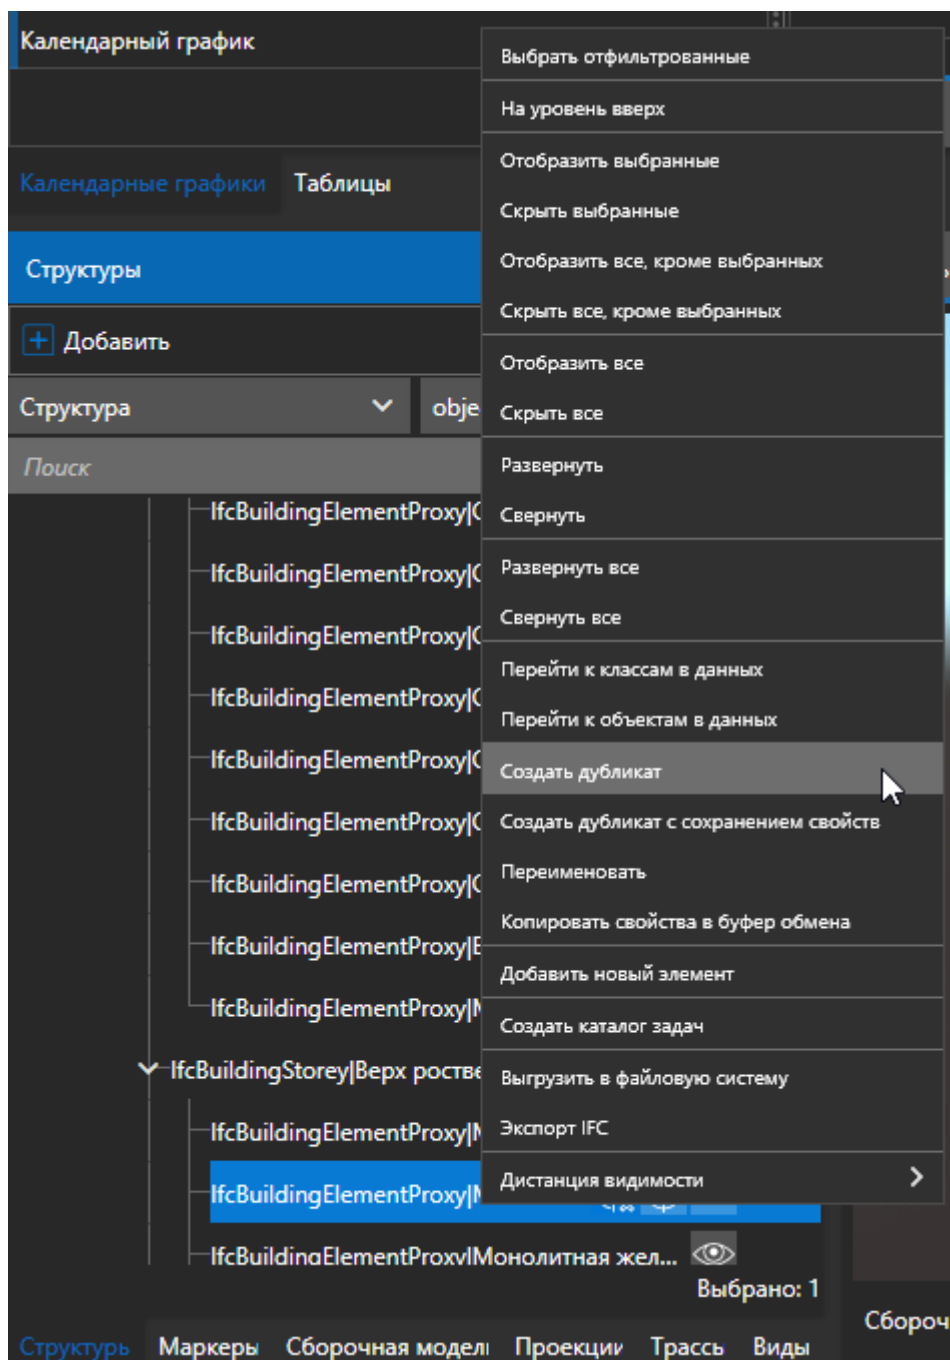 Календарный график
Календарные графики Таблицы
Структуры
Добавить
Структура
Поиск
IfcBuildingElementProxy|
IfcBuildingElementProxy|
IfcBuildingElementProxy|
IfcBuildingElementProxy|
IfcBuildingElementProxy|
IfcBuildingElementProxy|
IfcBuildingElementProxy|
IfcBuildingElementProxy|
IfcBuildingElementProxy|
IfcBuildingStorey|Верх
IfcBuildingElementProxy|
IfcBuildingElementProxy|
IfcBuildingElementProxy|Монолитная жел...
Выбрано: 1
Структурь Маркеры Сборочная модел Проекции Трассь Виды
Выбрать отфильтрованные
На уровень вверх
Отобразить выбранные
Скрыть выбранные
Отобразить все, кроме выбранных
Скрыть все, кроме выбранных
Отобразить все
Скрыть все
Развернуть
Свернуть
Развернуть все
Свернуть все
Перейти к классам в данных
Перейти к объектам в данных
Создать дубликат
Создать дубликат с сохранением свойств
Переименовать
Копировать свойства в буфер обмена
Добавить новый элемент
Создать каталог задач
Выгрузить в файловую систему
Экспорт IFC
Дистанция видимости